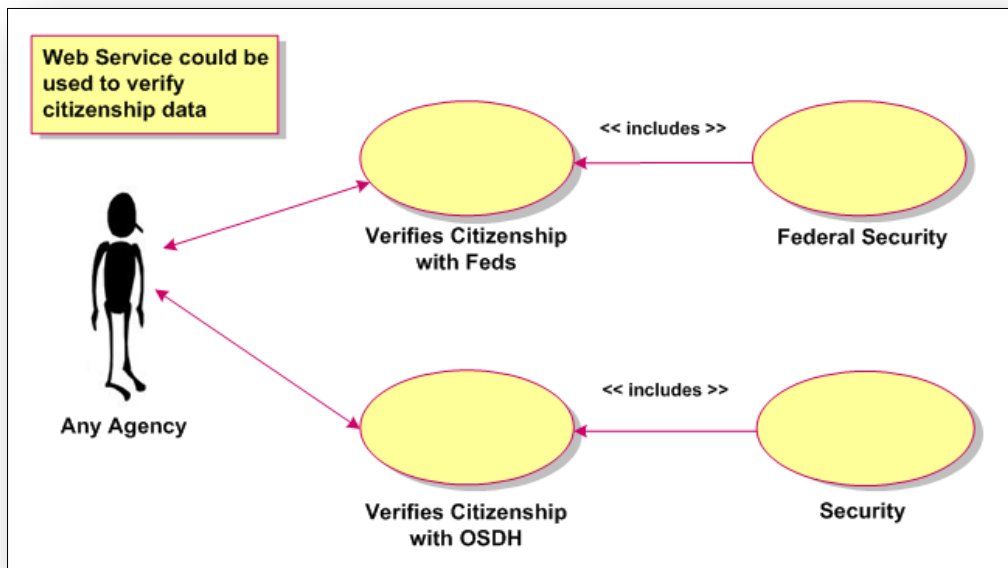 Web Service could be
used to verify
citizenship data
<< includes >>
Verifies Citizenship
with Feds
Federal Security
Any Agency
<< includes >>
Verifies Citizenship
with OSDH
Security